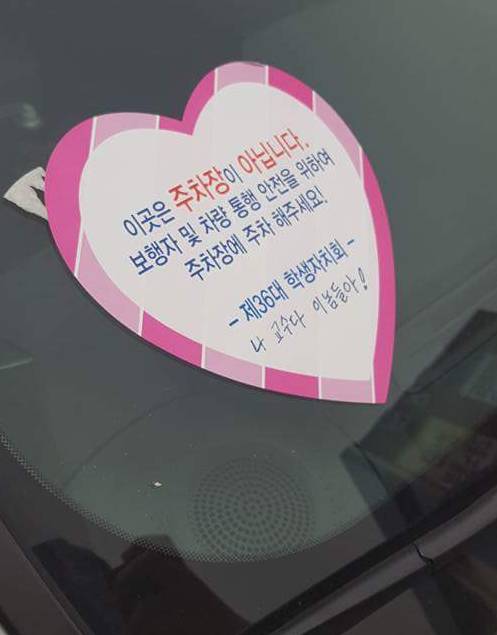 이곳은 주차장이 아닙니다.
보행자 및 차량 통행 안전을 위하여
주차장에 주차 해주세요!
- 제36대 학생자치회 -
나 교수다 이놈들아!